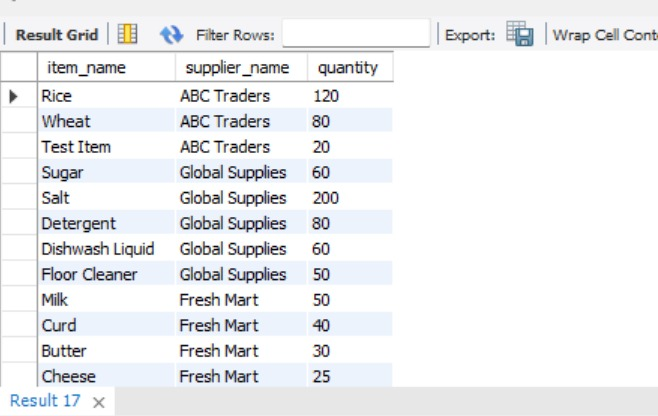 Result Grid Filter Rows: Export: Wrap Cell Conte
item_name supplier_name quantity
Rice ABC Traders 120
Wheat ABC Traders 80
Test Item ABC Traders 20
Sugar Global Supplies 60
Salt Global Supplies 200
Detergent Global Supplies 80
Dishwash Liquid Global Supplies 60
Floor Cleaner Global Supplies 50
Milk Fresh Mart 50
Curd Fresh Mart 40
Butter Fresh Mart 30
Cheese Fresh Mart 25
Result 17